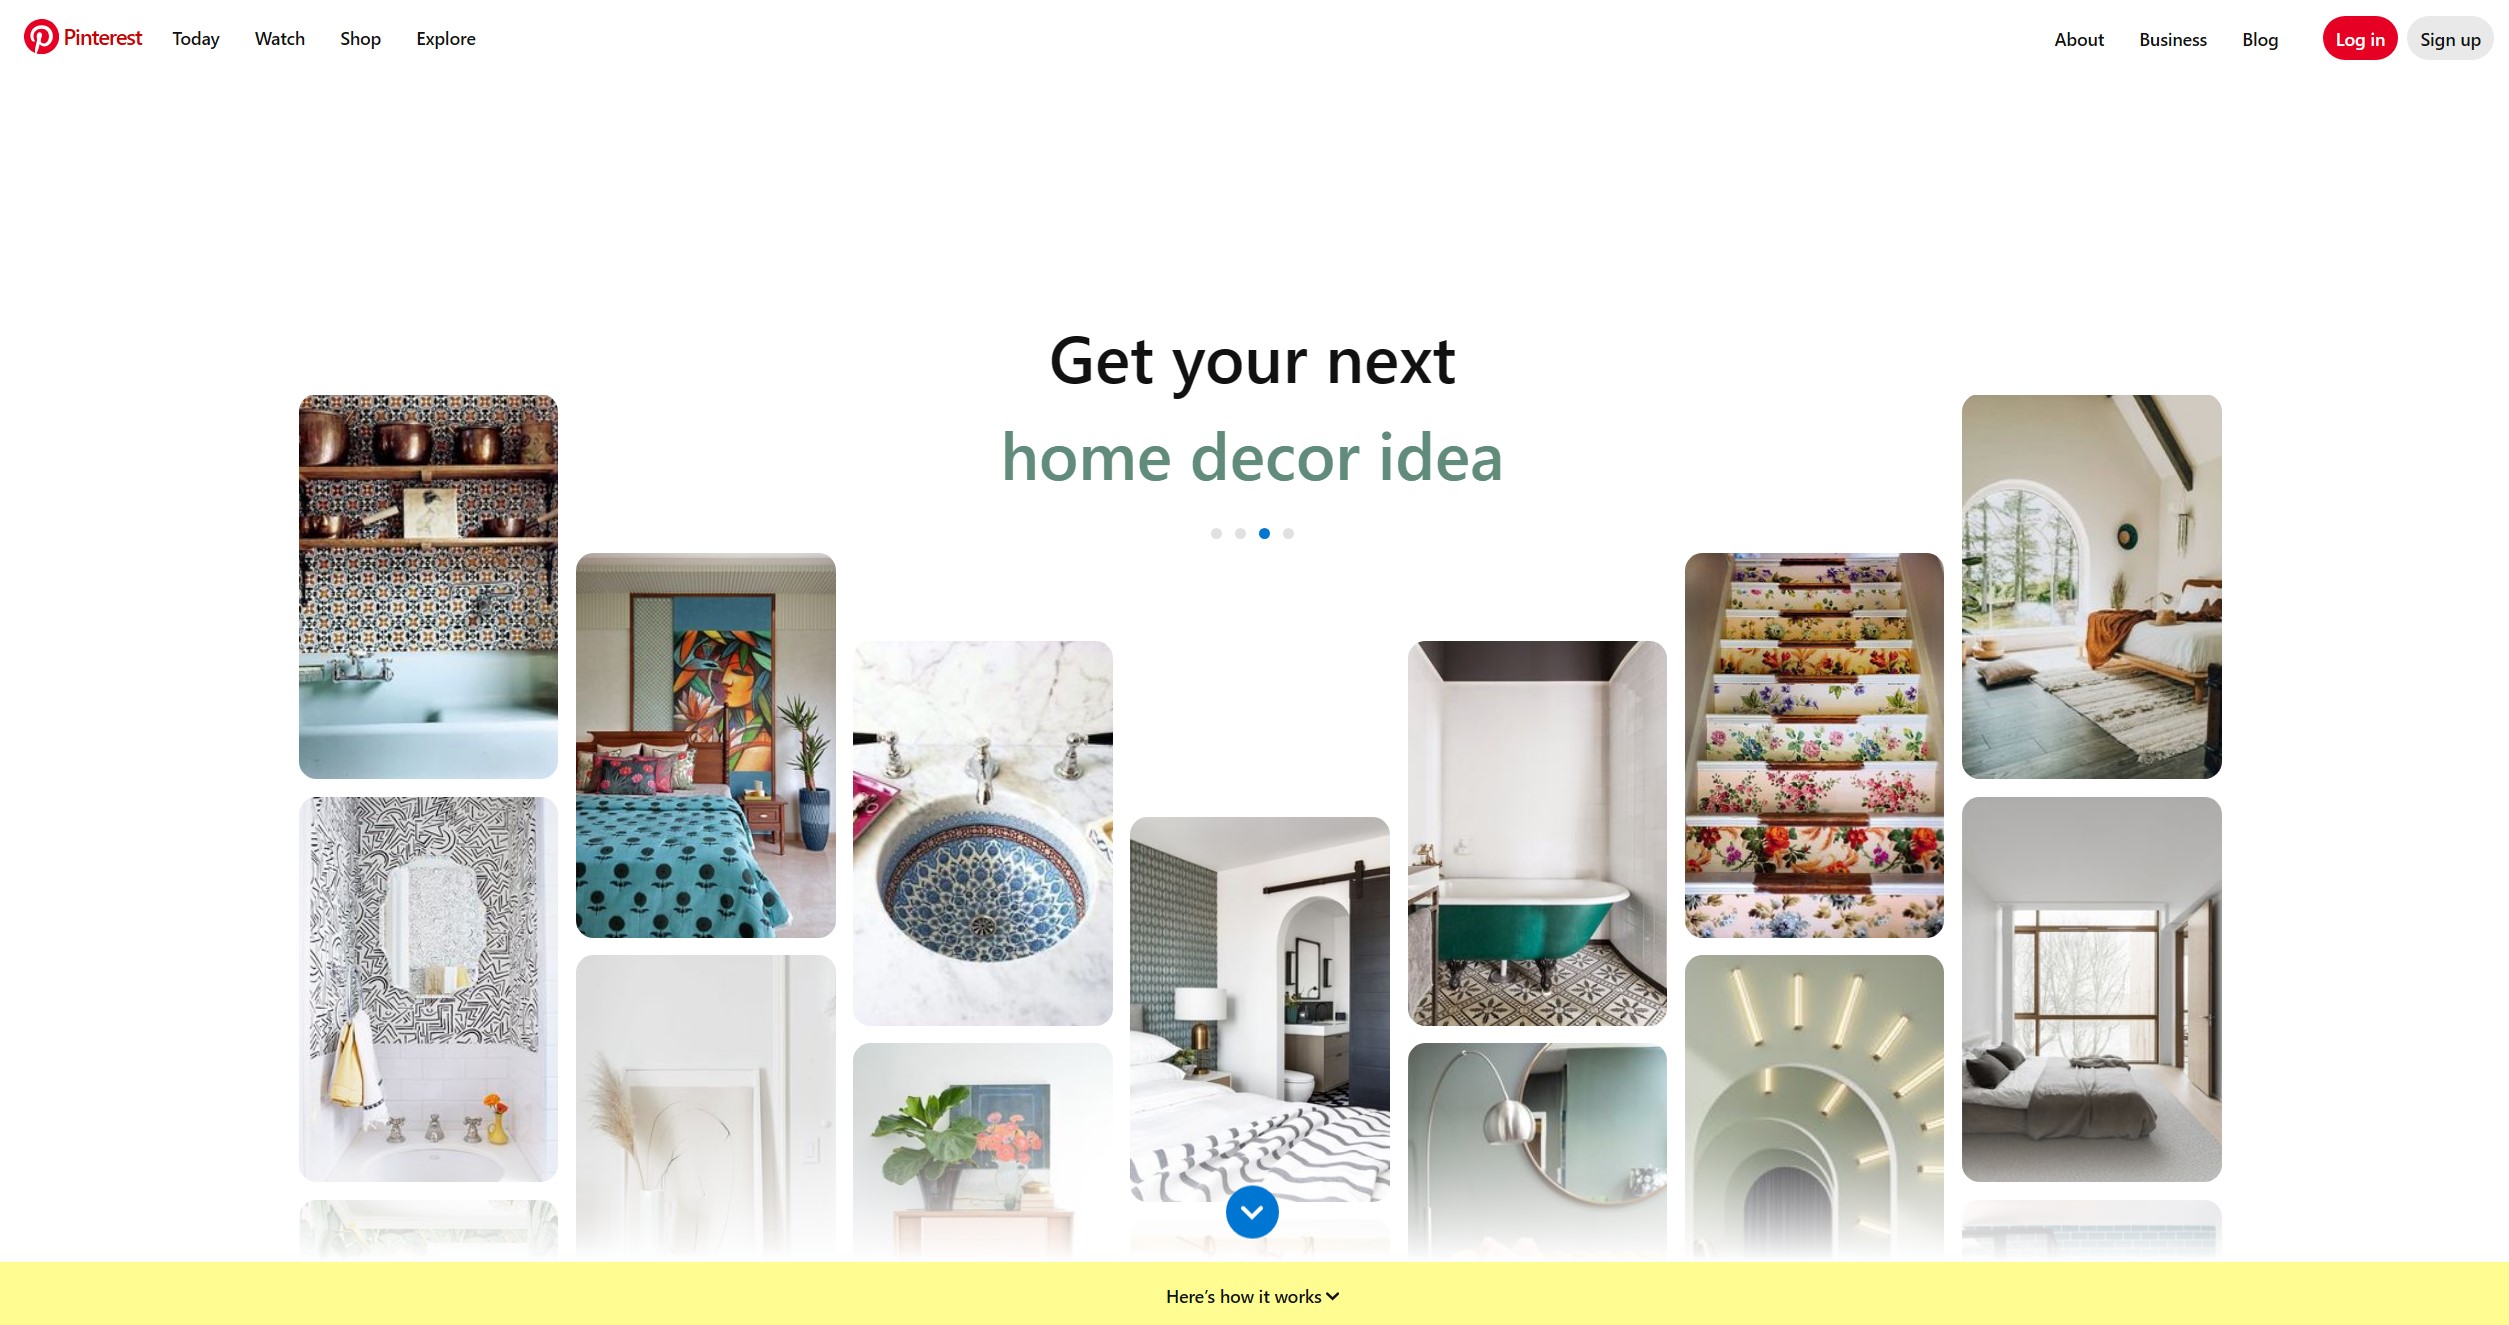 Pinterest Today Watch Shop Explore About Business Blog Log in Sign up
Get your next
home decor idea
Here's how it works